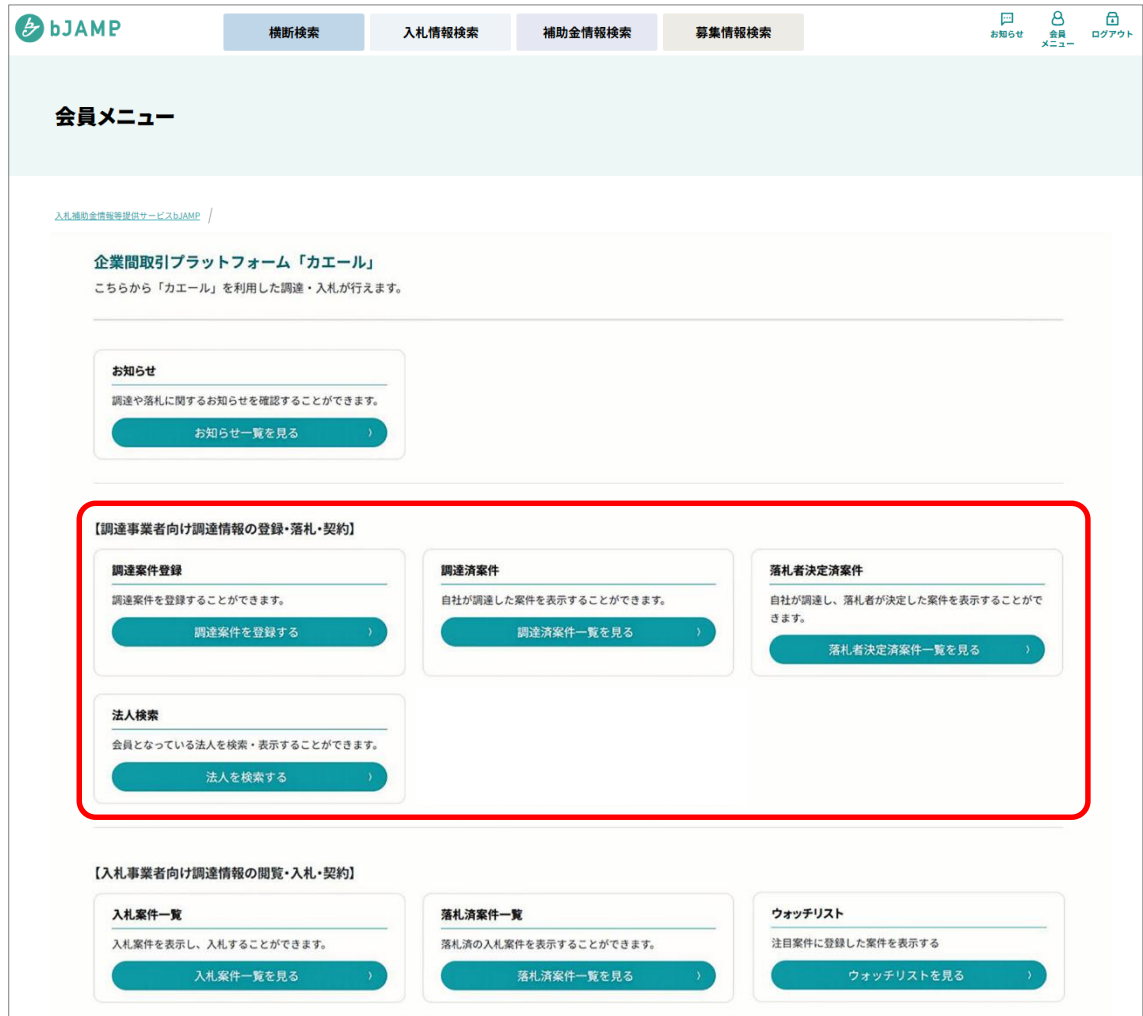 bJAMP
横断検索
入札情報検索
補助金情報検索
募集情報検索
お知らせ
会員
メニュー
ログアウト
会員メニュー
入札補助金情報等提供サービスbJAMP /
企業間取引プラットフォーム「カエール」
こちらから「カエール」を利用した調達・入札が行えます。
お知らせ
調達や落札に関するお知らせを確認することができます。
お知らせ一覧を見る
【調達事業者向け調達情報の登録・落札・契約】
調達案件登録
調達案件を登録することができます。
調達案件を登録する
調達済案件
自社が調達した案件を表示することができます。
調達済案件一覧を見る
落札者決定済案件
自社が調達し、落札者が決定した案件を表示することがで
きます。
落札者決定済案件一覧を見る
法人検索
会員となっている法人を検索・表示することができます。
法人を検索する
【入札事業者向け調達情報の閲覧・入札・契約】
入札案件一覧
入札案件を表示し、入札することができます。
入札案件一覧を見る
落札済案件一覧
落札済の入札案件を表示することができます。
落札済案件一覧を見る
ウォッチリスト
注目案件に登録した案件を表示する
ウォッチリストを見る